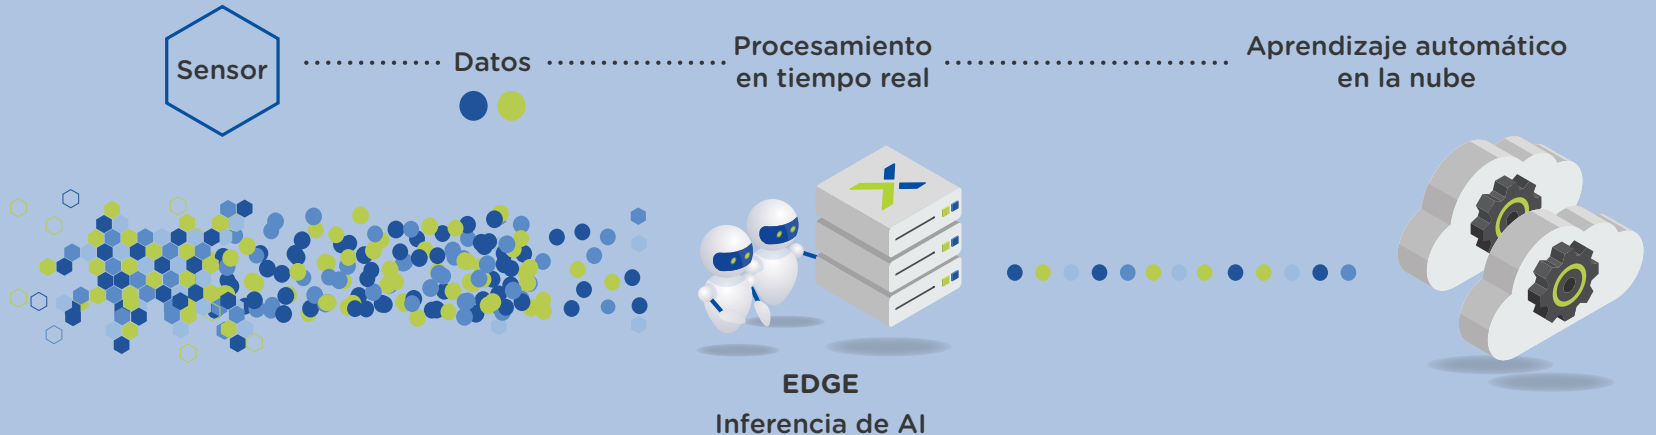 Sensor
Datos
Procesamiento
en tiempo real
Aprendizaje automático
en la nube
EDGE
Inferencia de AI